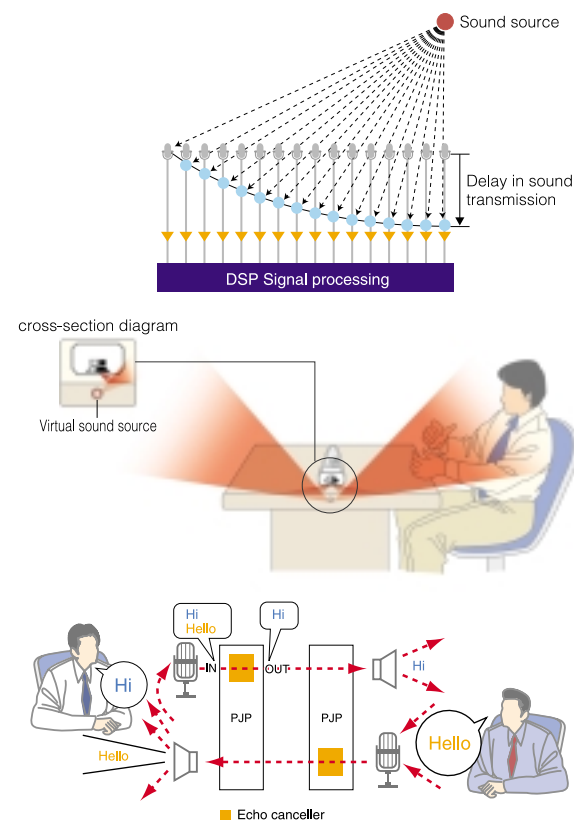 Sound source
Delay in sound
transmission
DSP Signal processing
cross-section diagram
Virtual sound source
Hi
Hello
Hi
Hi
IN
OUT
Hi
PJP
PJP
Hello
Hello
Echo canceller